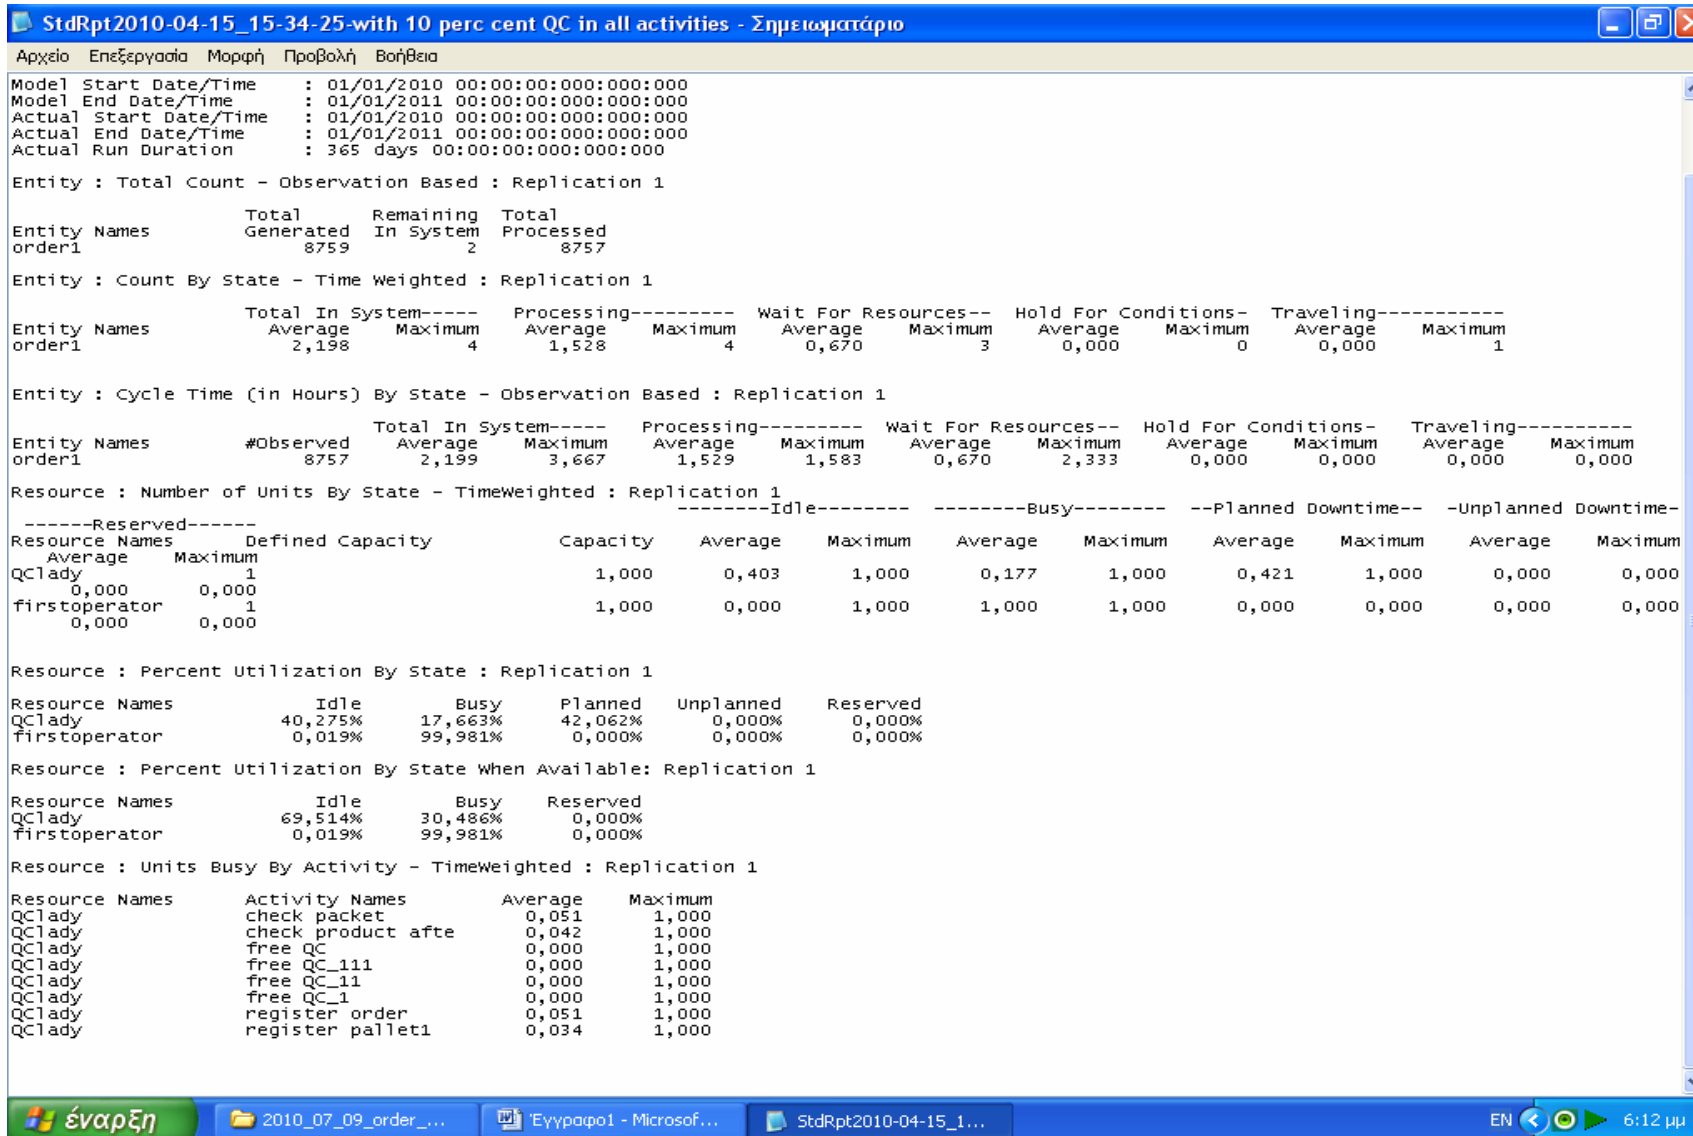 StdRpt2010-04-15_15-34-25-with 10 perc cent QC in all activities - Σημειωματάριο
Αρχείο Επεξεργασία Μορφή Προβολή Βοήθεια
Model Start Date/Time : 01/01/2010 00:00:00:000:000:000
Model End Date/Time : 01/01/2011 00:00:00:000:000:000
Actual Start Date/Time : 01/01/2010 00:00:00:000:000:000
Actual End Date/Time : 01/01/2011 00:00:00:000:000:000
Actual Run Duration : 365 days 00:00:00:000:000:000
Entity : Total Count - Observation Based : Replication 1
Total Remaining Total
Entity Names Generated In System Processed
order1 8759 2 8757
Entity : Count By State - Time Weighted : Replication 1
Total In System----- Processing--------- Wait For Resources-- Hold For Conditions- Traveling-----------
Entity Names Average Maximum Average Maximum Average Maximum Average Maximum Average Maximum
order1 2,198 4 1,528 4 0,670 3 0,000 0 0,000 1
Entity : Cycle Time (in Hours) By State - Observation Based : Replication 1
Total In System----- Processing--------- Wait For Resources-- Hold For Conditions- Traveling----------
Entity Names #Observed Average Maximum Average Maximum Average Maximum Average Maximum Average Maximum
order1 8757 2,199 3,667 1,529 1,583 0,670 2,333 0,000 0,000 0,000 0,000
Resource : Number of Units By State - TimeWeighted : Replication 1
--------Idle-------- --------Busy-------- --Planned Downtime-- -Unplanned Downtime-
------Reserved------
Resource Names Defined Capacity Capacity Average Maximum Average Maximum Average Maximum Average Maximum
Average Maximum
QClady 1 1,000 0,403 1,000 0,177 1,000 0,421 1,000 0,000 0,000
0,000 0,000
firstoperator 1 1,000 0,000 1,000 1,000 1,000 0,000 0,000 0,000 0,000
0,000 0,000
Resource : Percent Utilization By State : Replication 1
Resource Names Idle Busy Planned Unplanned Reserved
QClady 40,275% 17,663% 42,062% 0,000% 0,000%
firstoperator 0,019% 99,981% 0,000% 0,000% 0,000%
Resource : Percent Utilization By State When Available: Replication 1
Resource Names Idle Busy Reserved
QClady 69,514% 30,486% 0,000%
firstoperator 0,019% 99,981% 0,000%
Resource : Units Busy By Activity - TimeWeighted : Replication 1
Resource Names Activity Names Average Maximum
QClady check packet 0,051 1,000
QClady check product afte 0,042 1,000
QClady free QC 0,000 1,000
QClady free QC_111 0,000 1,000
QClady free QC_11 0,000 1,000
QClady free QC_1 0,000 1,000
QClady register order 0,051 1,000
QClady register pallet1 0,034 1,000
έναρξη 2010_07_09_order_... Έγγραφο1 - Microsof... StdRpt2010-04-15_1... EN 6:12 μμ